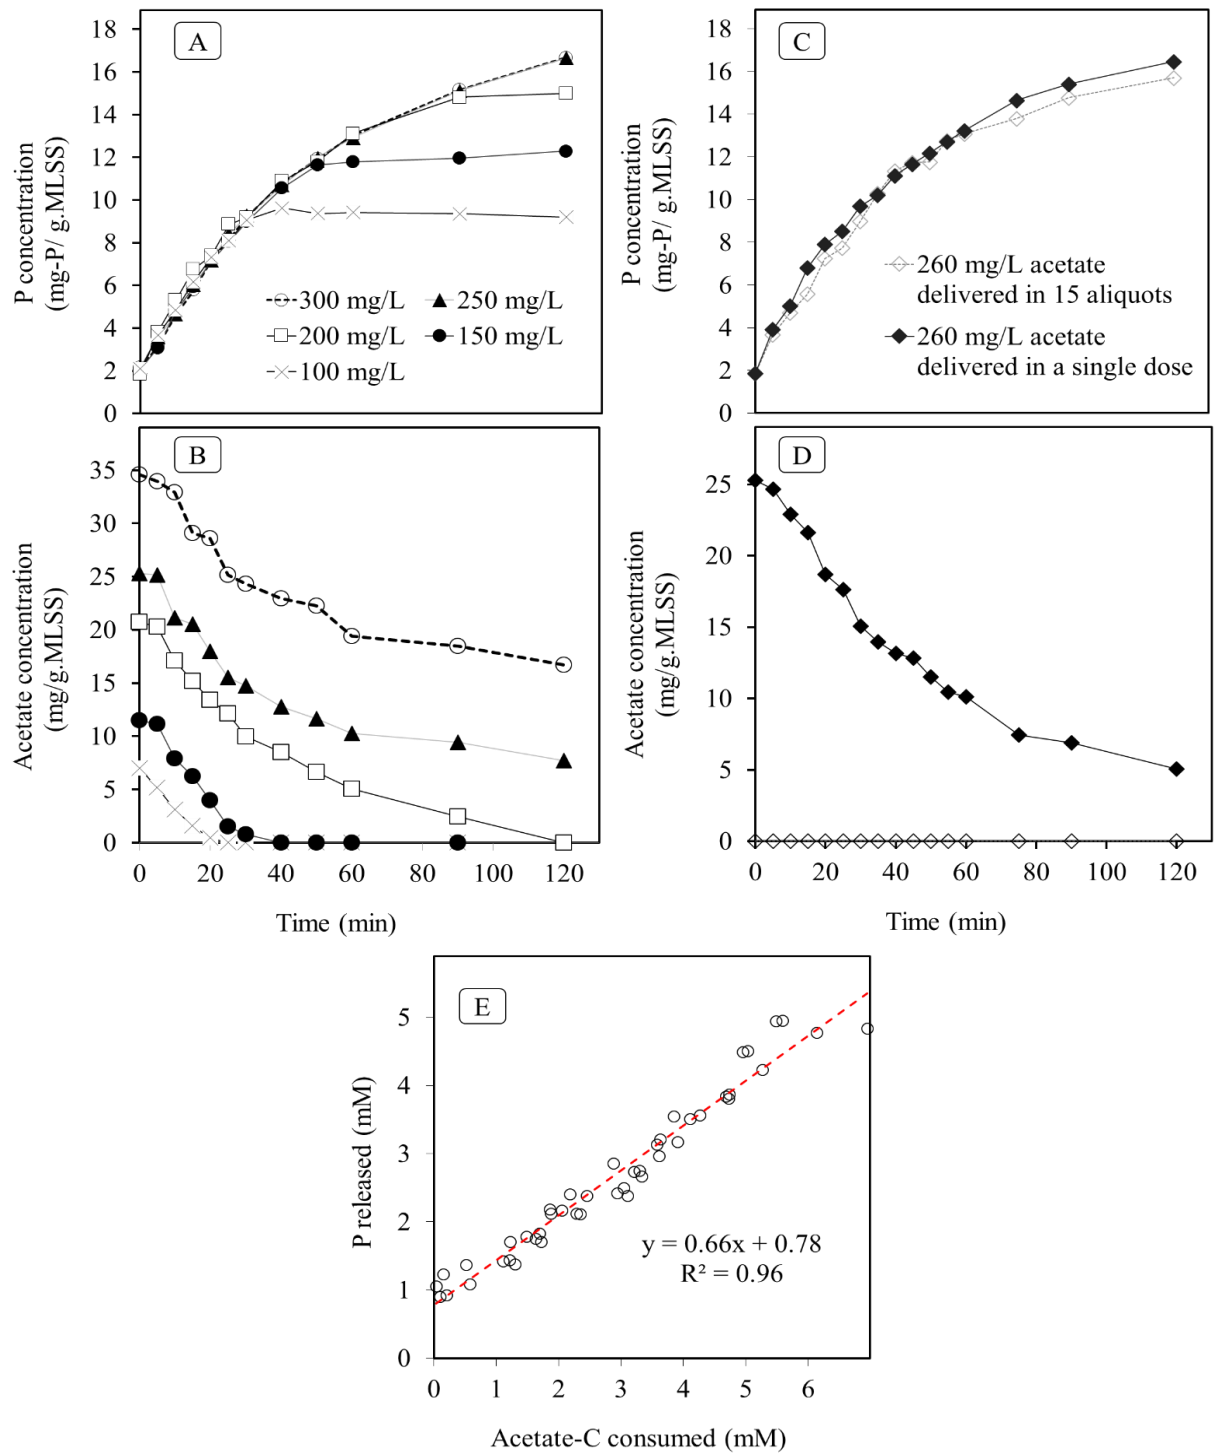 A
P concentration
(mg-P/ g.MLSS)
18
16
14
12
10
8
6
4
2
0
300 mg/L
250 mg/L
200 mg/L
150 mg/L
100 mg/L
C
P concentration
(mg-P/ g.MLSS)
18
16
14
12
10
8
6
4
2
0
260 mg/L acetate
delivered in 15 aliquots
260 mg/L acetate
delivered in a single dose
B
Acetate concentration
(mg/g.MLSS)
35
30
25
20
15
10
5
0
0 20 40 60 80 100 120
Time (min)
D
Acetate concentration
(mg/g.MLSS)
25
20
15
10
5
0
0 20 40 60 80 100 120
Time (min)
E
P released (mM)
5
4
3
2
1
0
y = 0.66x + 0.78
R² = 0.96
0 1 2 3 4 5 6
Acetate-C consumed (mM)